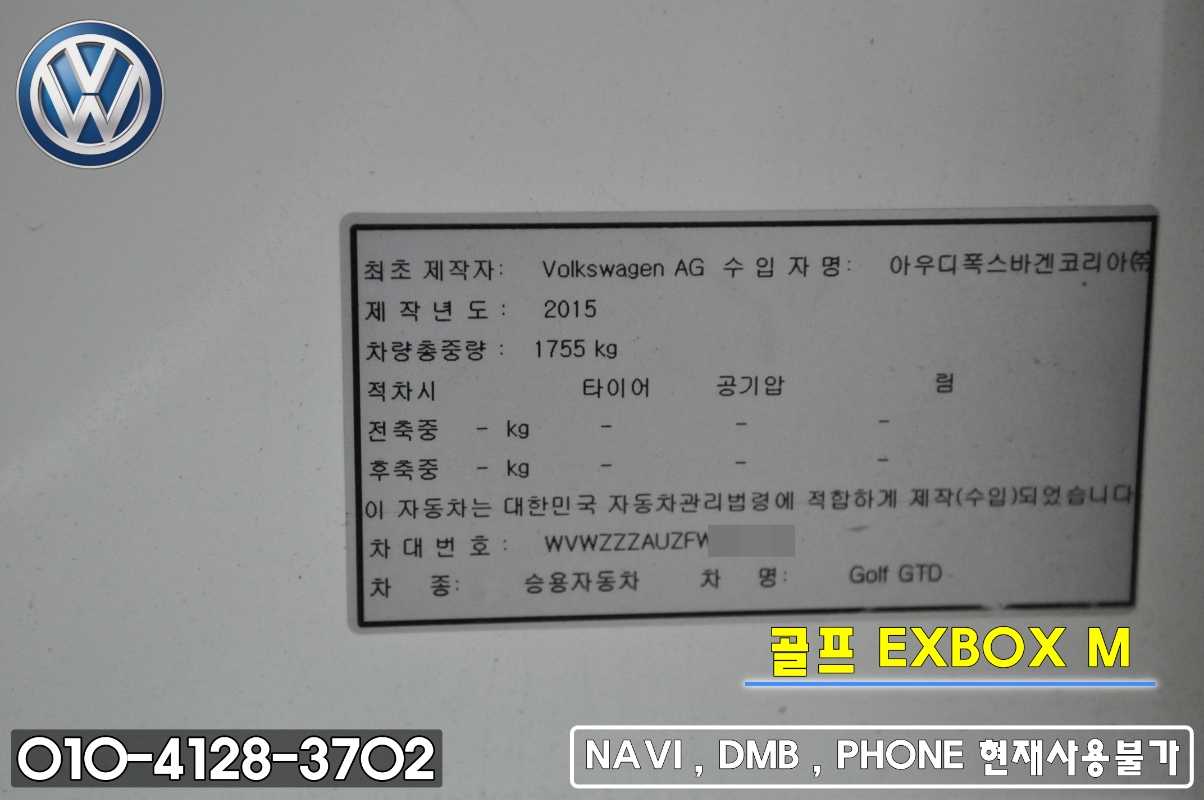 최초 제작자: Volkswagen AG 수 입 자 명: 아우디폭스바겐코리아㈜
제 작 년 도 : 2015
차량총중량 : 1755 kg
적차시 타이어 공기압 림
전축중 - kg - - -
후축중 - kg - - -
이 자동차는 대한민국 자동차관리법령에 적합하게 제작(수입)되었습니다
차 대 번 호 : WVWZZZAUZFW
차 종: 승용자동차 차 명: Golf GTD
골프 EXBOX M
010-4128-3702
NAVI , DMB , PHONE 현재사용불가